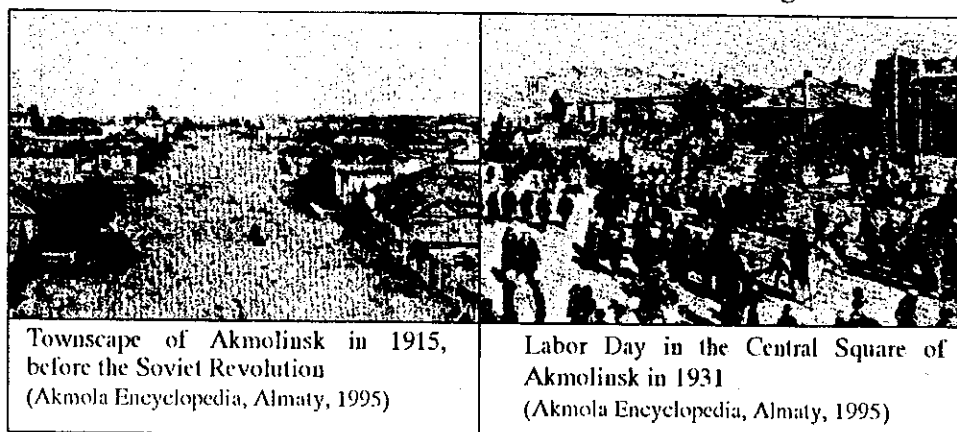 Townscape of Akmolinsk in 1915,
before the Soviet Revolution
(Akmola Encyclopedia, Almaty, 1995)
Labor Day in the Central Square of
Akmolinsk in 1931
(Akmola Encyclopedia, Almaty, 1995)